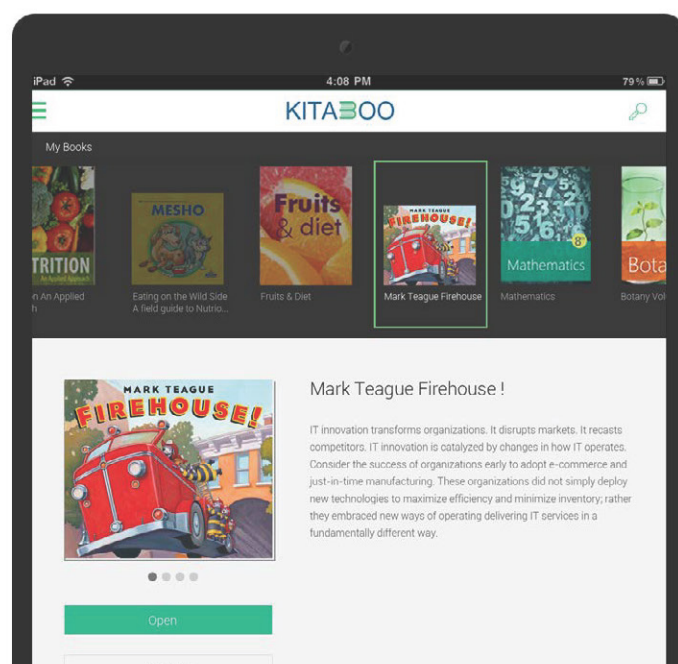 iPad 4:08 PM 79%
KITABOO
My Books
TRITION
An Applied Approach
MESHO
Fruits
& diet
MARK TEAGUE
FIREHOUSE!
8th
Mathematics
Bota
n An Applied
h
Eating on the Wild Side
A field guide to Nutrio...
Fruits & Diet
Mark Teague Firehouse
Mathematics
Botany Vol
MARK TEAGUE
FIREHOUSE!
Mark Teague Firehouse !
IT innovation transforms organizations. It disrupts markets. It recasts
competitors. IT innovation is catalyzed by changes in how IT operates.
Consider the success of organizations early to adopt e-commerce and
just-in-time manufacturing. These organizations did not simply deploy
new technologies to maximize efficiency and minimize inventory; rather
they embraced new ways of operating delivering IT services in a
fundamentally different way.
Open